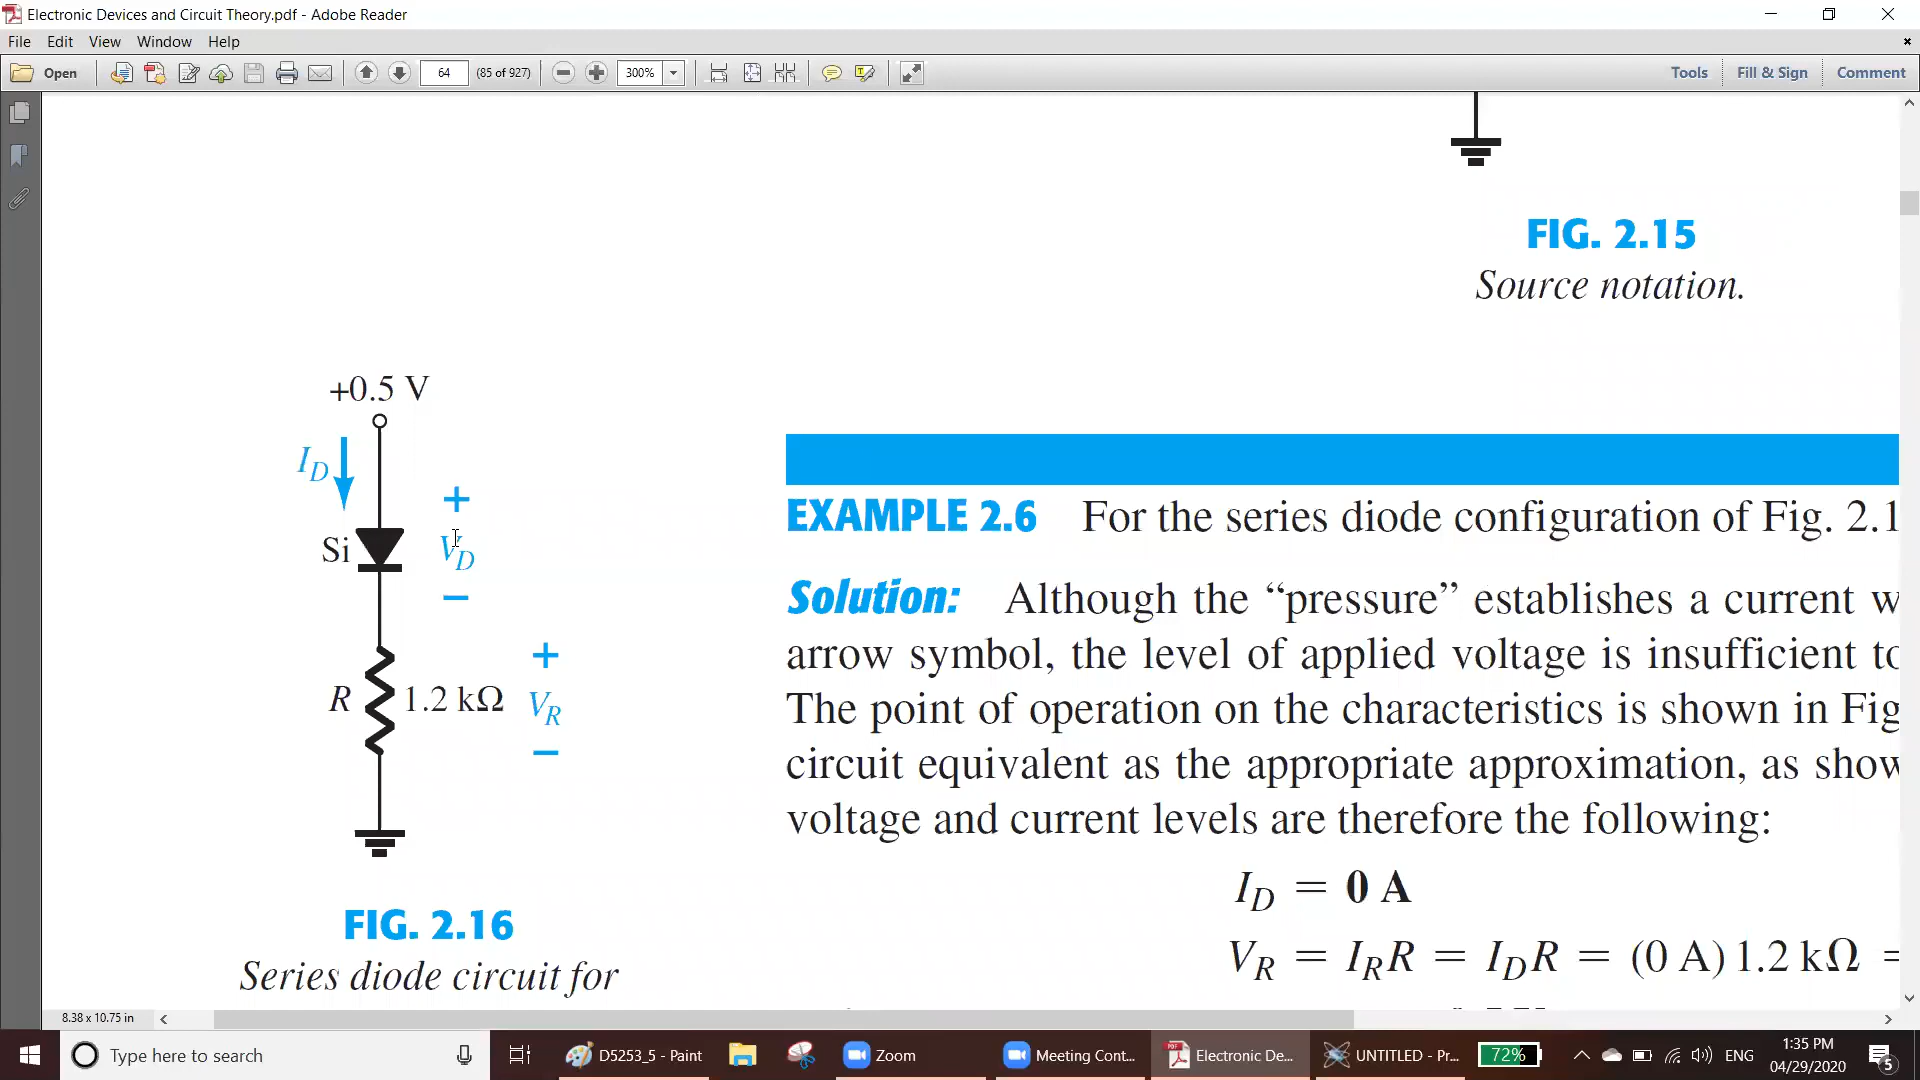 Electronic Devices and Circuit Theory.pdf - Adobe Reader
File Edit View Window Help
Open 64 (85 of 927) 300% Tools Fill & Sign Comment
FIG. 2.15
Source notation.
+0.5 V
I_D
+
Si V_D
−
+
R 1.2 kΩ V_R
−
FIG. 2.16
Series diode circuit for
EXAMPLE 2.6 For the series diode configuration of Fig. 2.1
Solution: Although the “pressure” establishes a current w
arrow symbol, the level of applied voltage is insufficient to
The point of operation on the characteristics is shown in Fig
circuit equivalent as the appropriate approximation, as show
voltage and current levels are therefore the following:
I_D = 0 A
V_R = I_R R = I_D R = (0 A) 1.2 kΩ =
8.38 x 10.75 in
Type here to search D5253_5 - Paint Zoom Meeting Cont... Electronic De... UNTITLED - Pr... 72% ENG
1:35 PM
04/29/2020
5